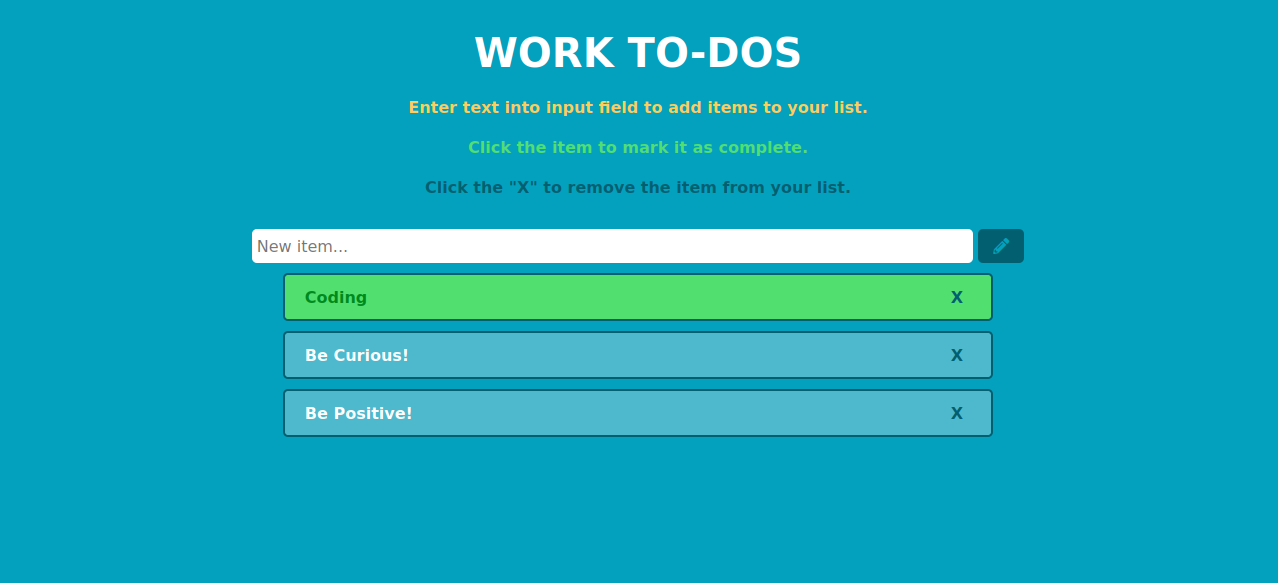 WORK TO-DOS
Enter text into input field to add items to your list.
Click the item to mark it as complete.
Click the "X" to remove the item from your list.
New item...
Coding X
Be Curious! X
Be Positive! X